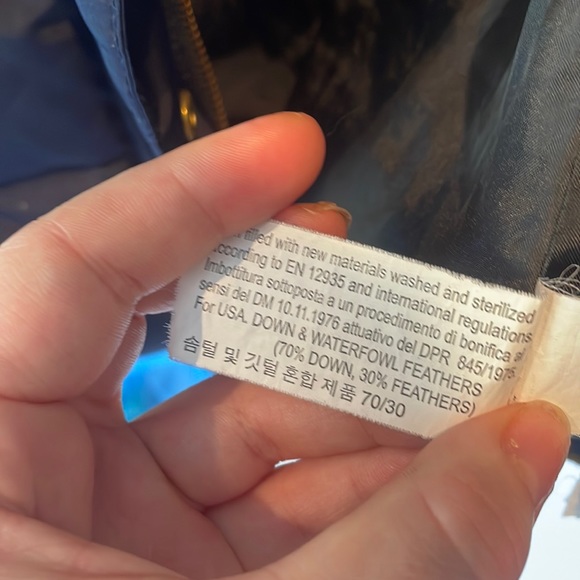 filled with new materials washed and sterilized
according to EN 12935 and international regulations
Imbottitura sottoposta a un procedimento di bonifica ai
sensi del DM 10.11.1976 attuativo del DPR 845/1975.
For USA. DOWN & WATERFOWL FEATHERS
(70% DOWN, 30% FEATHERS)
솜털 및 깃털 혼합 제품 70/30